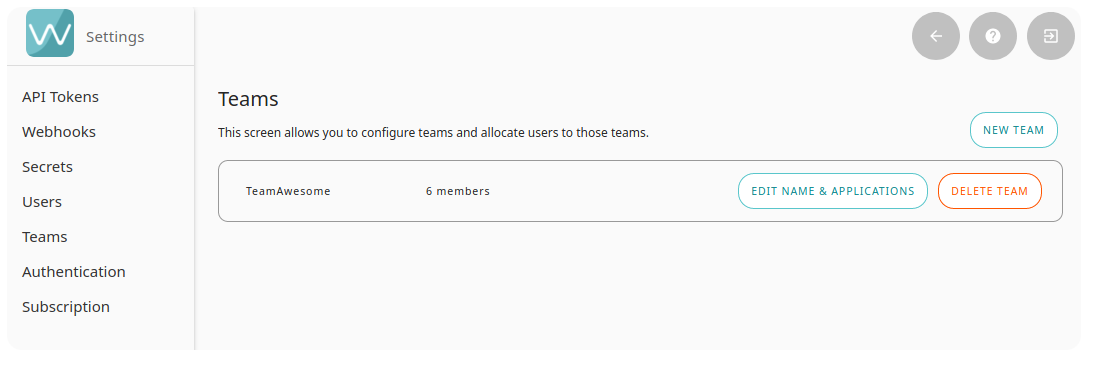 Settings
API Tokens
Webhooks
Secrets
Users
Teams
Authentication
Subscription
Teams
This screen allows you to configure teams and allocate users to those teams.
NEW TEAM
TeamAwesome 6 members EDIT NAME & APPLICATIONS DELETE TEAM